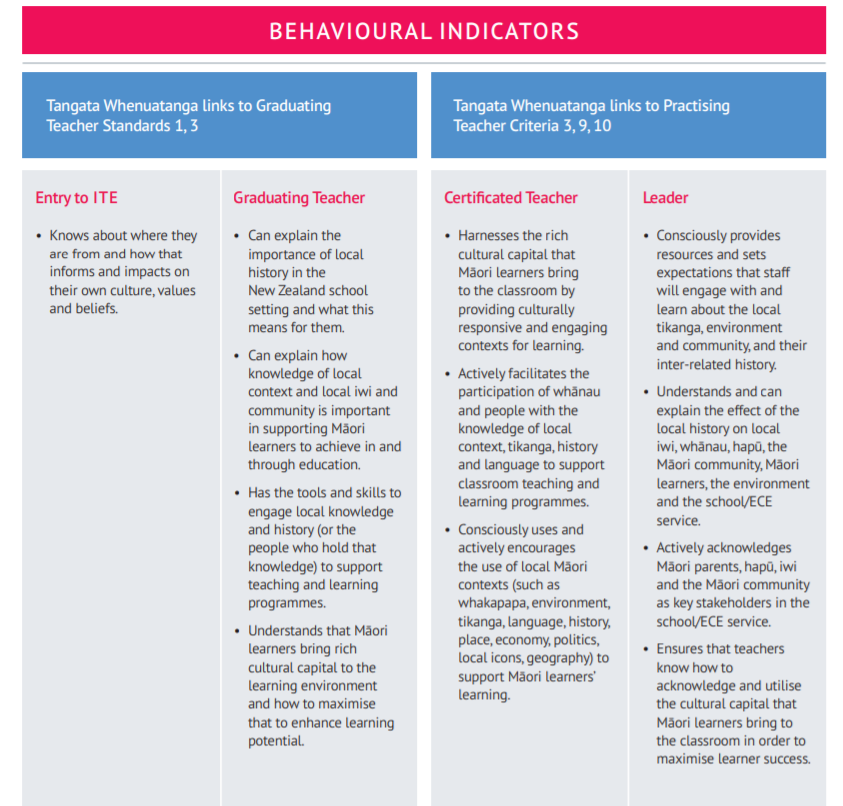 BEHAVIOURAL INDICATORS
Tangata Whenuatanga links to Graduating
Teacher Standards 1, 3
Tangata Whenuatanga links to Practising
Teacher Criteria 3, 9, 10
Entry to ITE
• Knows about where they
are from and how that
informs and impacts on
their own culture, values
and beliefs.
Graduating Teacher
• Can explain the
importance of local
history in the
New Zealand school
setting and what this
means for them.
• Can explain how
knowledge of local
context and local iwi and
community is important
in supporting Māori
learners to achieve in and
through education.
• Has the tools and skills to
engage local knowledge
and history (or the
people who hold that
knowledge) to support
teaching and learning
programmes.
• Understands that Māori
learners bring rich
cultural capital to the
learning environment
and how to maximise
that to enhance learning
potential.
Certificated Teacher
• Harnesses the rich
cultural capital that
Māori learners bring
to the classroom by
providing culturally
responsive and engaging
contexts for learning.
• Actively facilitates the
participation of whānau
and people with the
knowledge of local
context, tikanga, history
and language to support
classroom teaching and
learning programmes.
• Consciously uses and
actively encourages
the use of local Māori
contexts (such as
whakapapa, environment,
tikanga, language, history,
place, economy, politics,
local icons, geography) to
support Māori learners’
learning.
Leader
• Consciously provides
resources and sets
expectations that staff
will engage with and
learn about the local
tikanga, environment
and community, and their
inter-related history.
• Understands and can
explain the effect of the
local history on local
iwi, whānau, hapū, the
Māori community, Māori
learners, the environment
and the school/ECE
service.
• Actively acknowledges
Māori parents, hapū, iwi
and the Māori community
as key stakeholders in the
school/ECE service.
• Ensures that teachers
know how to
acknowledge and utilise
the cultural capital that
Māori learners bring to
the classroom in order to
maximise learner success.